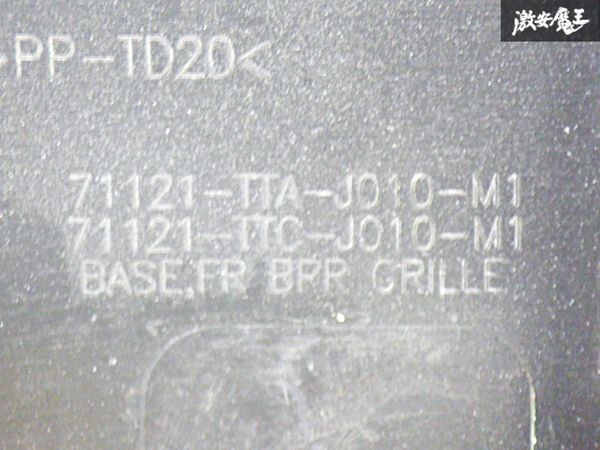 激安魔王
>PP-TD20<
71121-TTA-J010-M1
71121-TTC-J010-M1
BASE,FR BPR GRILLE